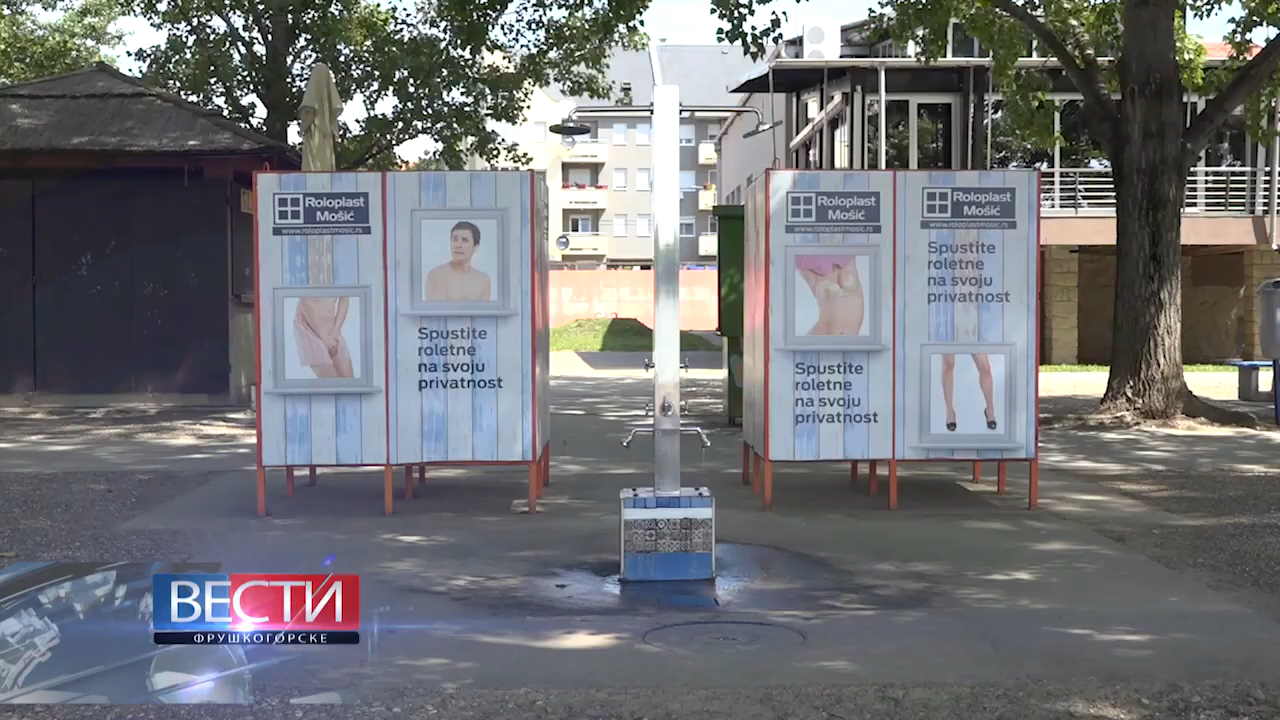 Roloplast
Mošić
www.roloplastmosic.rs
Spustite
roletne
na svoju
privatnost
Roloplast
Mošić
www.roloplastmosic.rs
Spustite
roletne
na svoju
privatnost
Roloplast
Mošić
www.roloplastmosic.rs
Spustite
roletne
na svoju
privatnost
ВЕСТИ
ФРУШКОГОРСКЕ